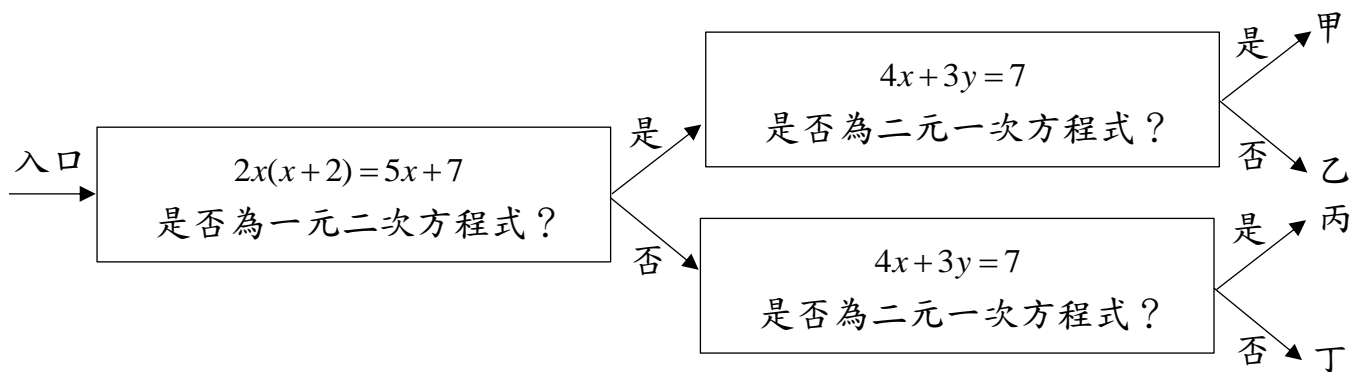 入口
2x(x+2)=5x+7
是否為一元二次方程式？
是
否
4x+3y=7
是否為二元一次方程式？
是
甲
否
乙
4x+3y=7
是否為二元一次方程式？
是
丙
否
丁